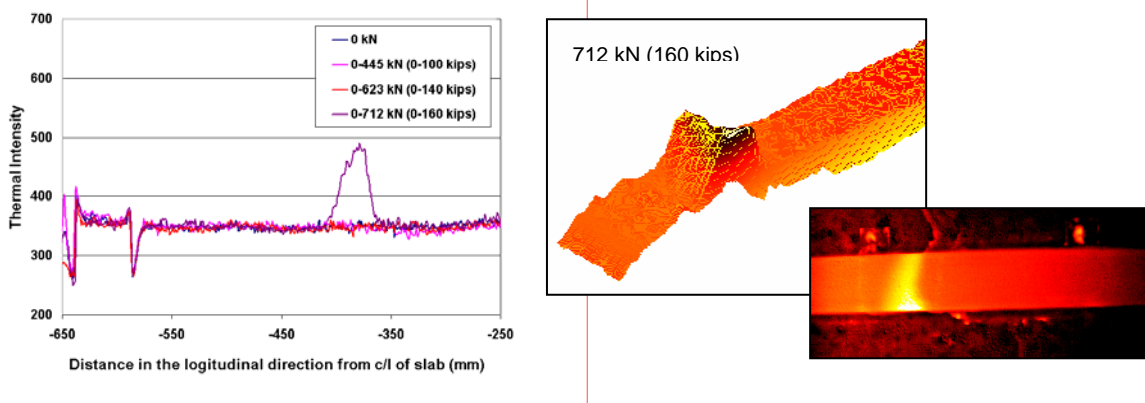 700
600
500
400
300
200
Thermal Intensity
0 kN
0-445 kN (0-100 kips)
0-623 kN (0-140 kips)
0-712 kN (0-160 kips)
-650
-550
-450
-350
-250
Distance in the logitudinal direction from c/l of slab (mm)
712 kN (160 kips)